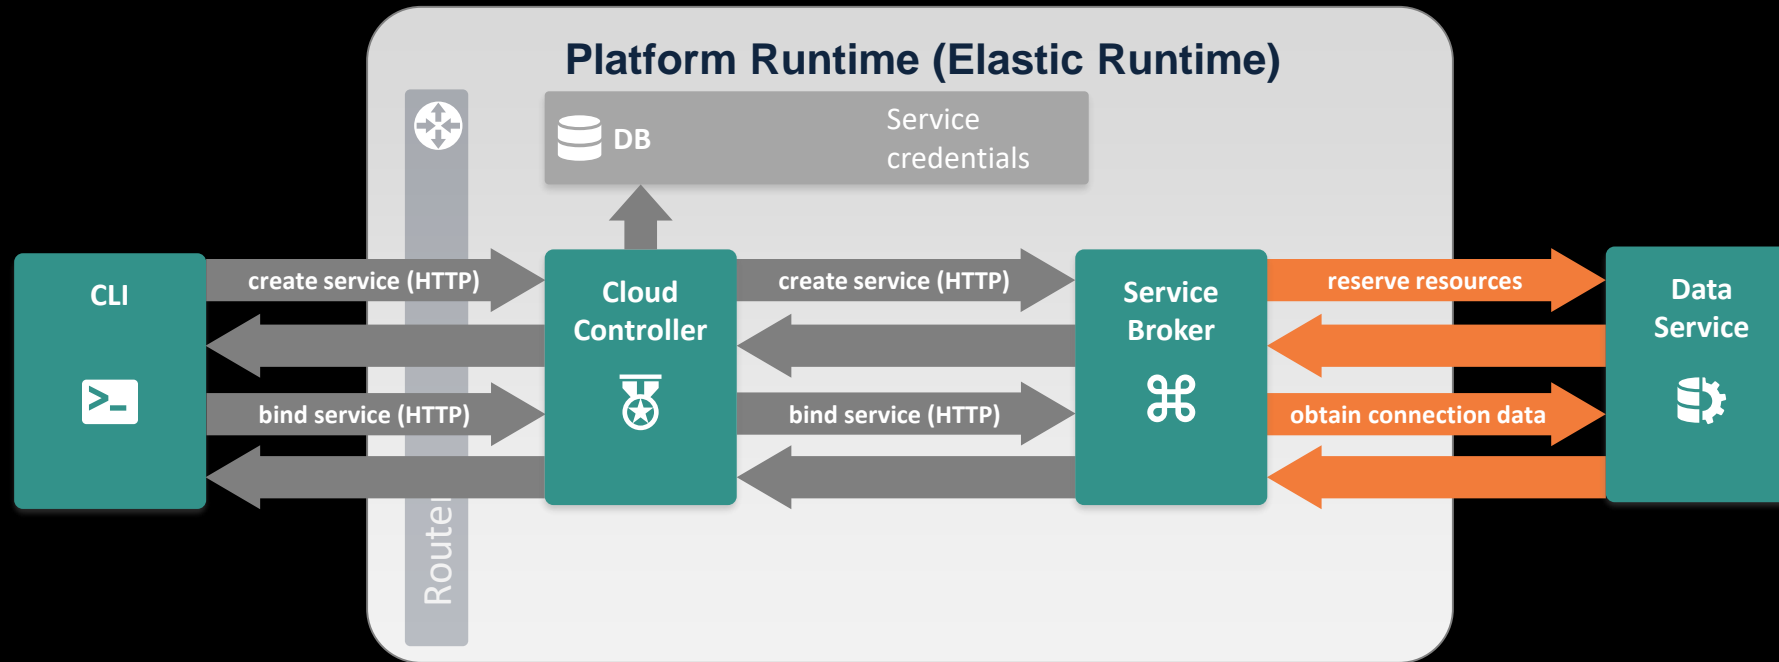 Platform Runtime (Elastic Runtime)
DB
Service
credentials
CLI
create service (HTTP)
bind service (HTTP)
Router
Cloud
Controller
create service (HTTP)
bind service (HTTP)
Service
Broker
reserve resources
obtain connection data
Data
Service